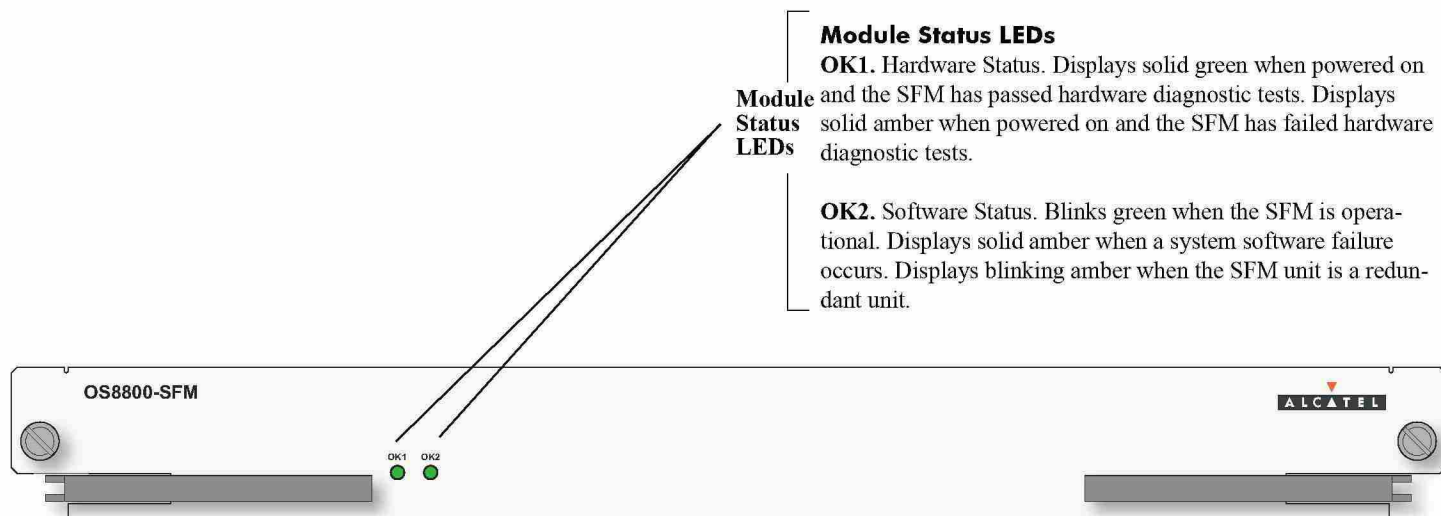 Module Status LEDs
OK1. Hardware Status. Displays solid green when powered on
and the SFM has passed hardware diagnostic tests. Displays
solid amber when powered on and the SFM has failed hardware
diagnostic tests.
OK2. Software Status. Blinks green when the SFM is opera-
tional. Displays solid amber when a system software failure
occurs. Displays blinking amber when the SFM unit is a redun-
dant unit.
Module
Status
LEDs
OS8800-SFM
ALCATEL
OK1
OK2